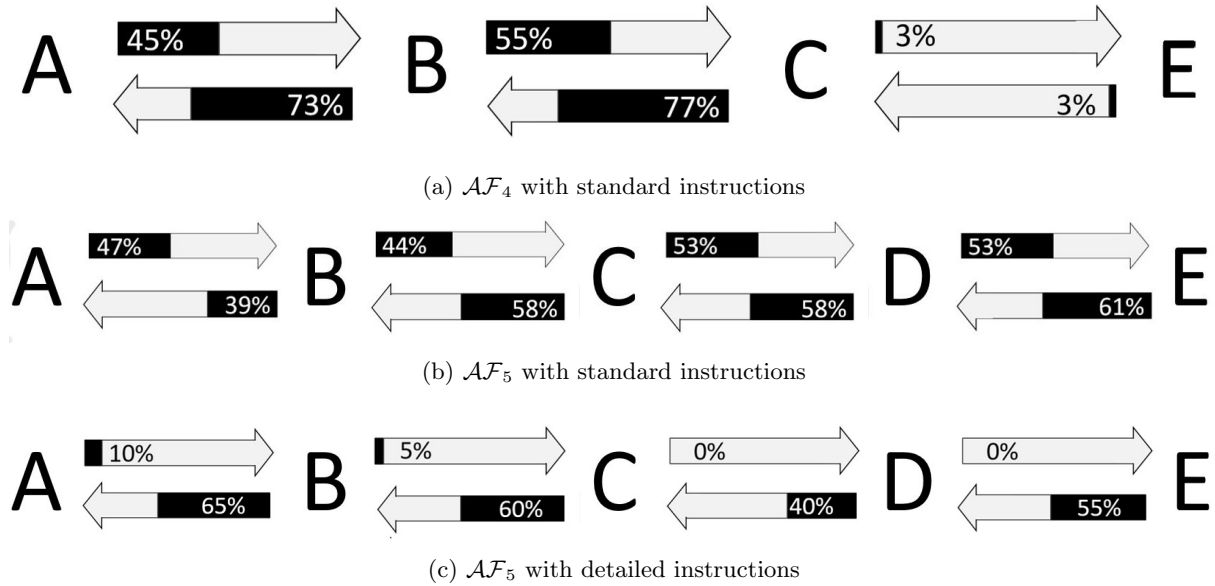 45% 55% 3%
A B C E
73% 77% 3%
(a) 𝒜ℱ₄ with standard instructions
47% 44% 53% 53%
A B C D E
39% 58% 58% 61%
(b) 𝒜ℱ₅ with standard instructions
10% 5% 0% 0%
A B C D E
65% 60% 40% 55%
(c) 𝒜ℱ₅ with detailed instructions